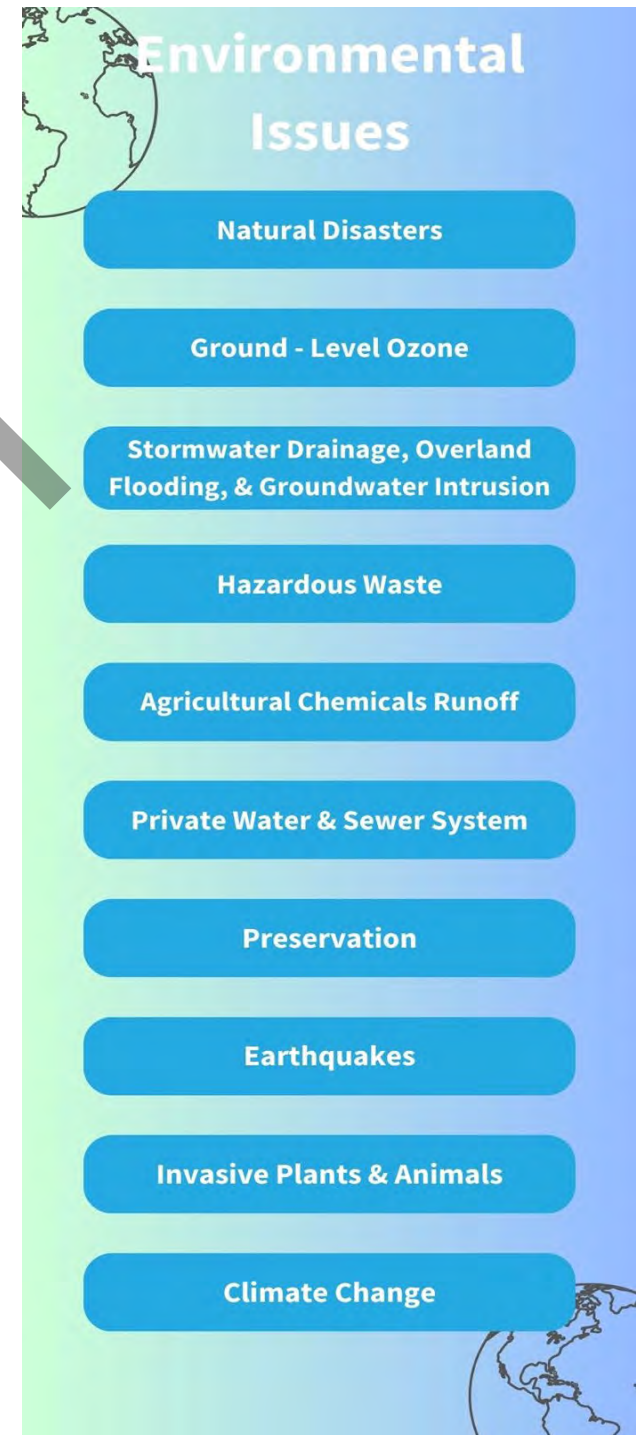 Environmental
Issues
Natural Disasters
Ground - Level Ozone
Stormwater Drainage, Overland
Flooding, & Groundwater Intrusion
Hazardous Waste
Agricultural Chemicals Runoff
Private Water & Sewer System
Preservation
Earthquakes
Invasive Plants & Animals
Climate Change